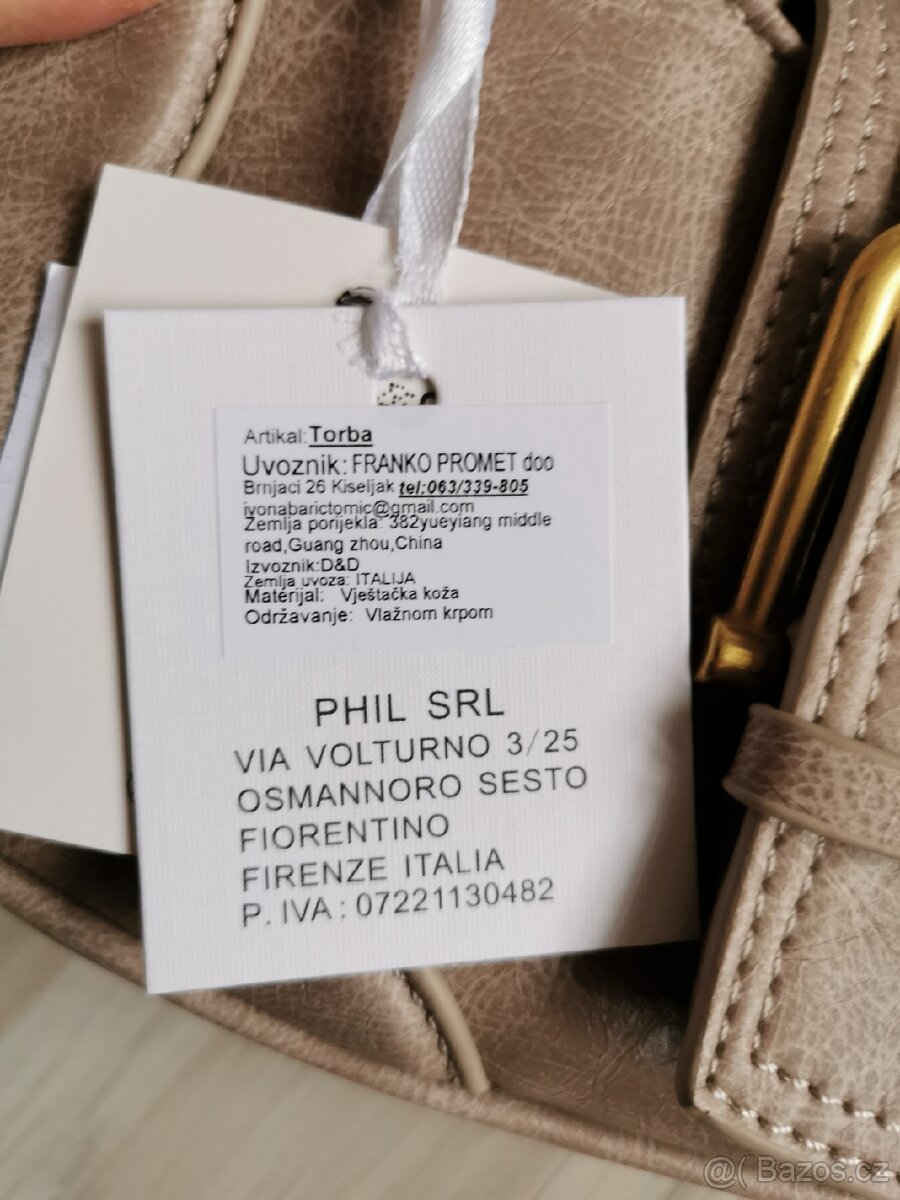 Artikal:Torba
Uvoznik: FRANKO PROMET doo
Brnjaci 26 Kiseljak tel:063/339-805
ivonabarictomic@gmail.com
Zemlja porijekla: 382yueyiang middle
road,Guang zhou,China
Izvoznik:D&D
Zemlja uvoza: ITALIJA
Materijal: Vještačka koža
Održavanje: Vlažnom krpom
PHIL SRL
VIA VOLTURNO 3/25
OSMANNORO SESTO
FIORENTINO
FIRENZE ITALIA
P. IVA : 07221130482
@( Bazos.cz